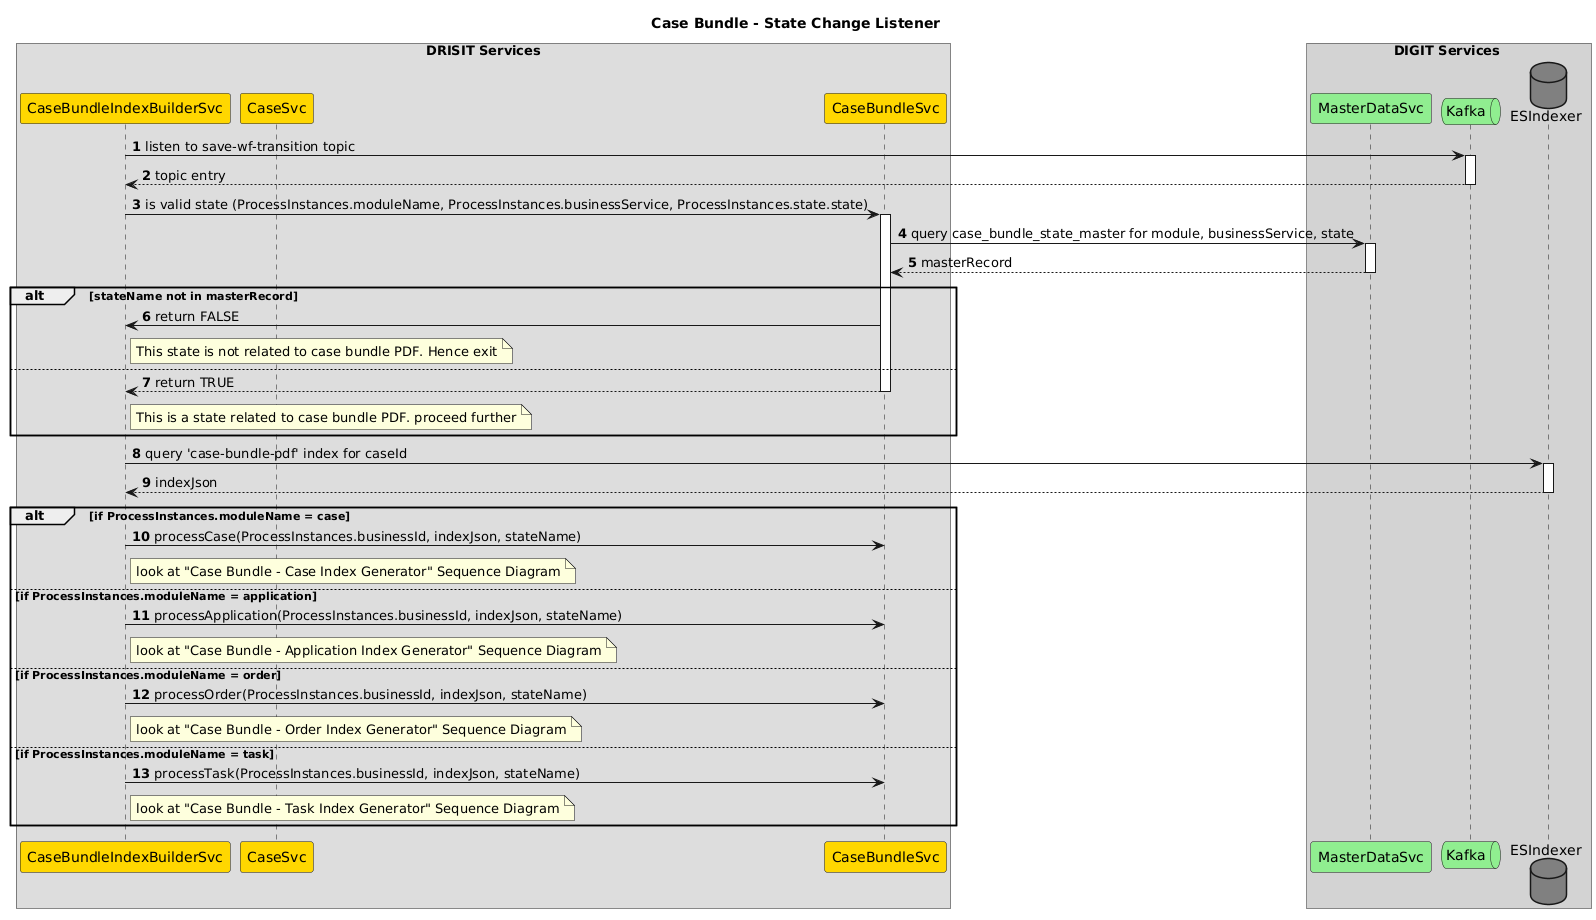 Case Bundle - State Change Listener
DRISIT Services
DIGIT Services
CaseBundleIndexBuilderSvc
CaseSvc
CaseBundleSvc
MasterDataSvc
Kafka
ESIndexer
1 listen to save-wf-transition topic
2 topic entry
3 is valid state (ProcessInstances.moduleName, ProcessInstances.businessService, ProcessInstances.state.state)
4 query case_bundle_state_master for module, businessService, state
5 masterRecord
alt [stateName not in masterRecord]
6 return FALSE
This state is not related to case bundle PDF. Hence exit
7 return TRUE
This is a state related to case bundle PDF. proceed further
8 query 'case-bundle-pdf' index for caseId
9 indexJson
alt [if ProcessInstances.moduleName = case]
10 processCase(ProcessInstances.businessId, indexJson, stateName)
look at "Case Bundle - Case Index Generator" Sequence Diagram
[if ProcessInstances.moduleName = application]
11 processApplication(ProcessInstances.businessId, indexJson, stateName)
look at "Case Bundle - Application Index Generator" Sequence Diagram
[if ProcessInstances.moduleName = order]
12 processOrder(ProcessInstances.businessId, indexJson, stateName)
look at "Case Bundle - Order Index Generator" Sequence Diagram
[if ProcessInstances.moduleName = task]
13 processTask(ProcessInstances.businessId, indexJson, stateName)
look at "Case Bundle - Task Index Generator" Sequence Diagram
CaseBundleIndexBuilderSvc
CaseSvc
CaseBundleSvc
MasterDataSvc
Kafka
ESIndexer